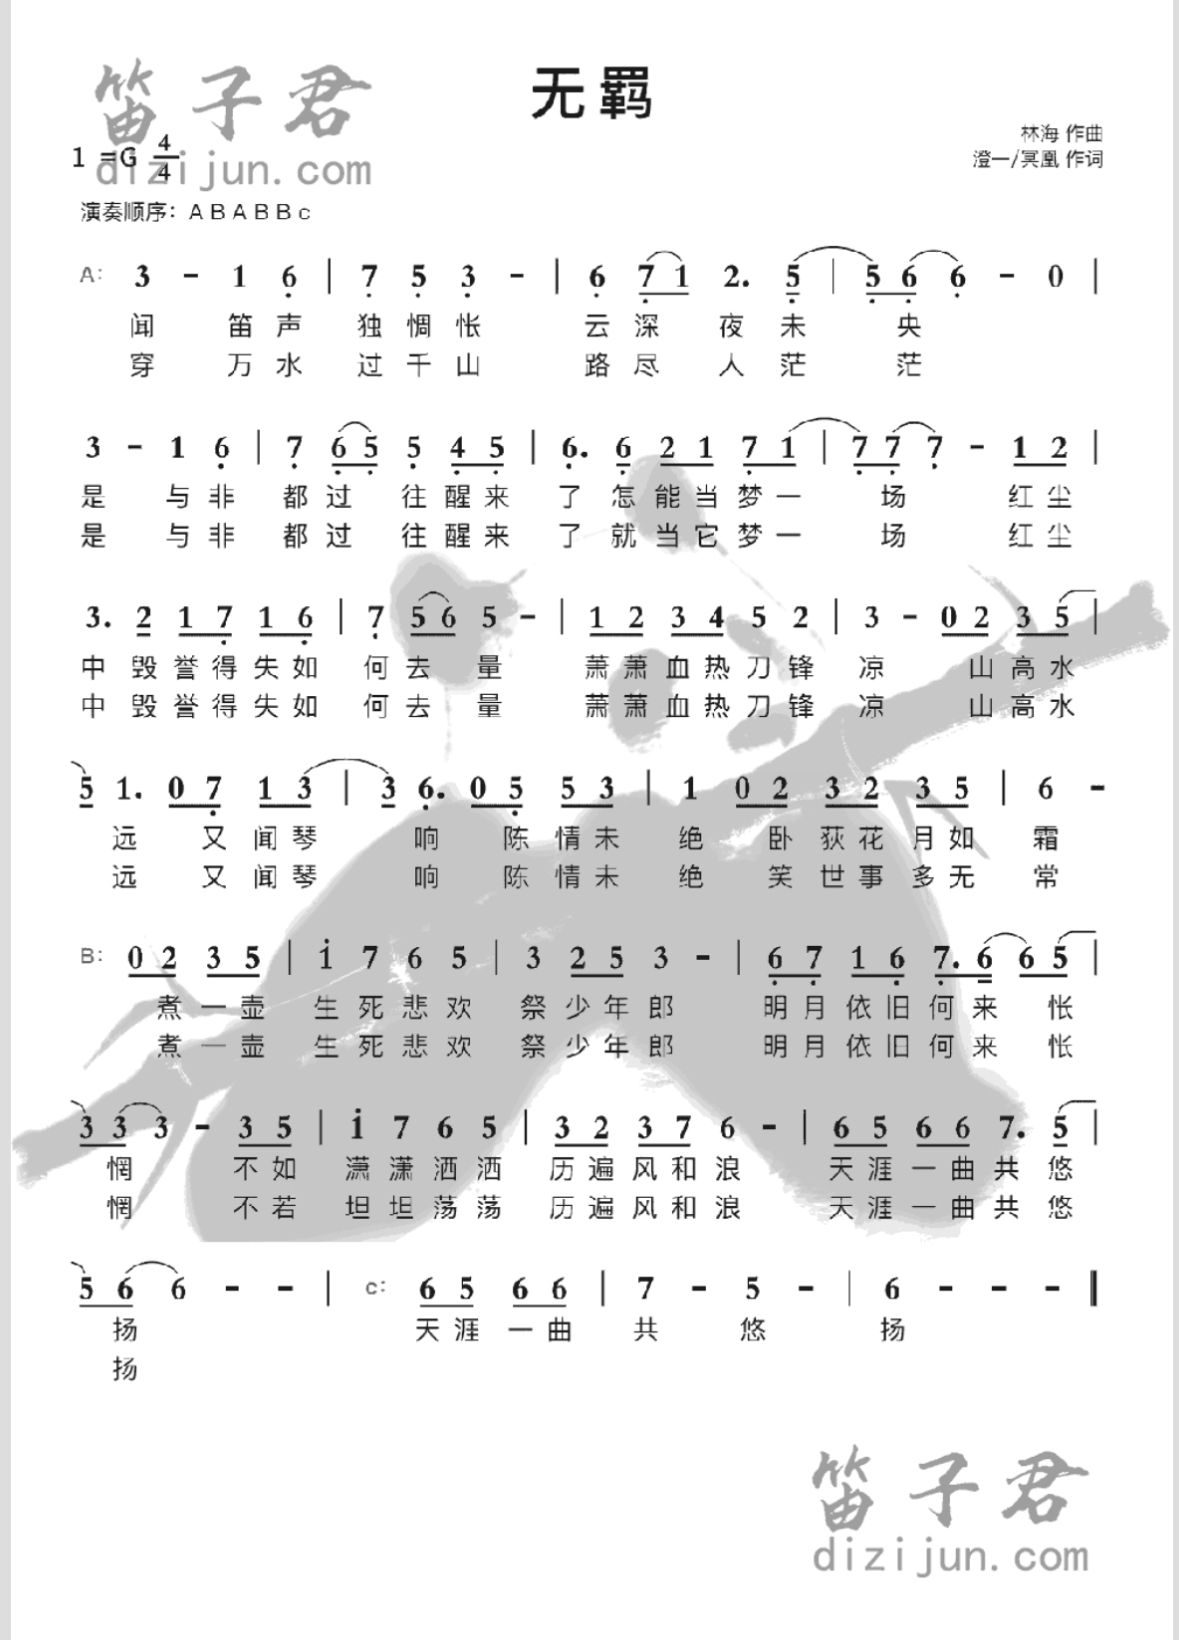 笛子君
dizijun.com
无羁
林海 作曲
澄一/冥凰 作词
1 =G 4/4
演奏顺序：A B A B B c
A: 3 - 1 6̣ | 7̣ 5̣ 3̣ - | 6̣ 7̣ 1 2. 5̣ | 5̣ 6̣ 6̣ - 0 |
闻 笛声 独惆怅 云深 夜未 央
穿 万水 过千山 路尽 人茫 茫
3 - 1 6̣ | 7̣ 6̣ 5̣ 5̣ 4̣ 5̣ | 6̣. 6̣ 2 1 7̣ 1 | 7̣ 7̣ 7̣ - 1 2 |
是 与非 都过 往醒来 了怎能当梦一 场 红尘
是 与非 都过 往醒来 了就当它梦一 场 红尘
3. 2 1 7̣ 1 6̣ | 7̣ 5 6 5 - | 1 2 3 4 5 2 | 3 - 0 2 3 5 |
中毁誉得失如 何去量 萧萧血热刀锋 凉 山高水
中毁誉得失如 何去量 萧萧血热刀锋 凉 山高水
5 1. 0 7̣ 1 3 | 3 6̣. 0 5̣ 5 3 | 1 0 2 3 2 3 5 | 6 -
远 又闻琴 响 陈情未 绝 卧荻花月如 霜
远 又闻琴 响 陈情未 绝 笑世事多无 常
B: 0 2 3 5 | i 7 6 5 | 3 2 5 3 - | 6̣ 7̣ 1 6̣ 7̣. 6 6 5 |
煮一壶 生死悲欢 祭少年郎 明月依旧何来 怅
煮一壶 生死悲欢 祭少年郎 明月依旧何来 怅
3 3 3 - 3 5 | i 7 6 5 | 3 2 3 7 6 - | 6 5 6 6 7. 5 |
惘 不如 潇潇洒洒 历遍风和浪 天涯一曲共悠
惘 不若 坦坦荡荡 历遍风和浪 天涯一曲共悠
5 6 6 - - | c: 6 5 6 6 | 7 - 5 - | 6 - - - ‖
扬 天涯一曲 共 悠 扬
扬
笛子君
dizijun.com